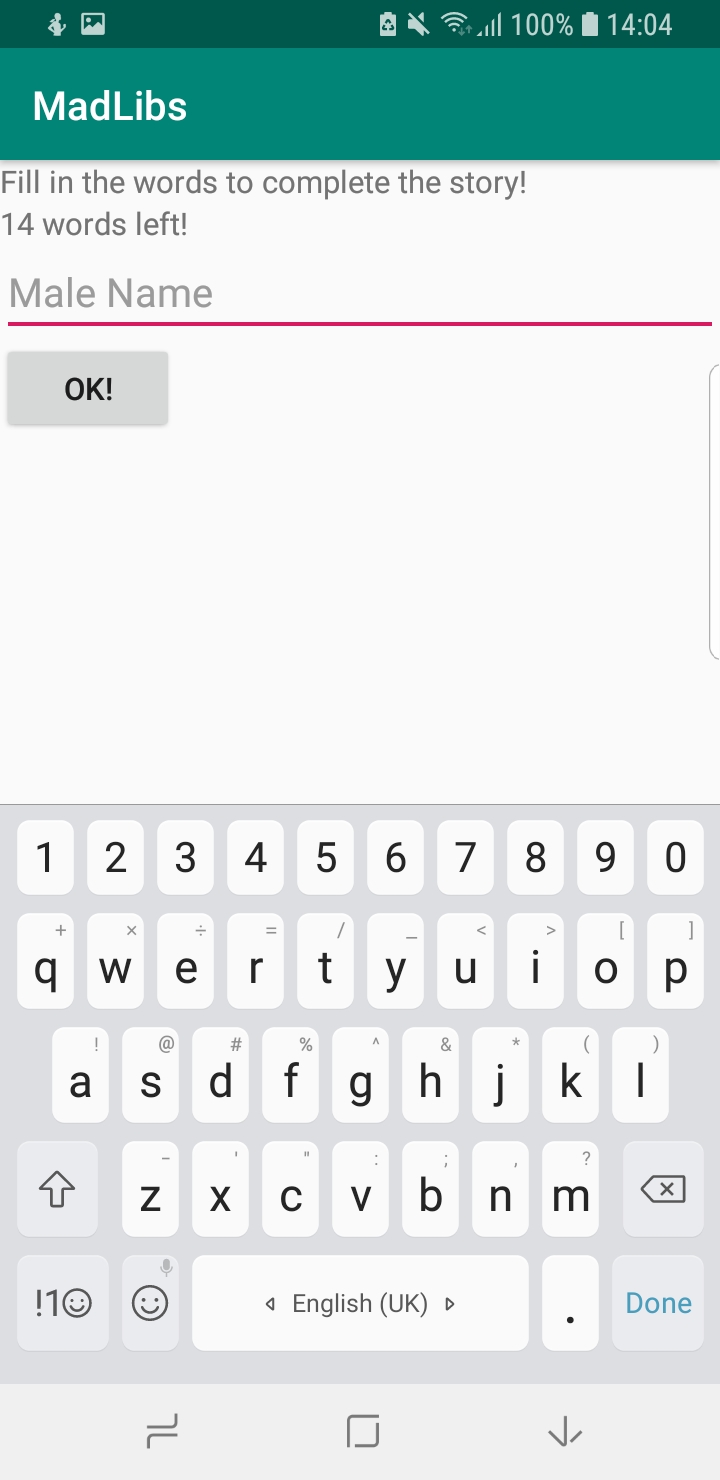 100% 14:04
MadLibs
Fill in the words to complete the story!
14 words left!
Male Name
OK!
1 2 3 4 5 6 7 8 9 0
+ × ÷ = / _ < > [ ]
q w e r t y u i o p
! @ # % ^ & * ( )
a s d f g h j k l
- ' " : ; , ?
z x c v b n m
!1☺ English (UK) . Done